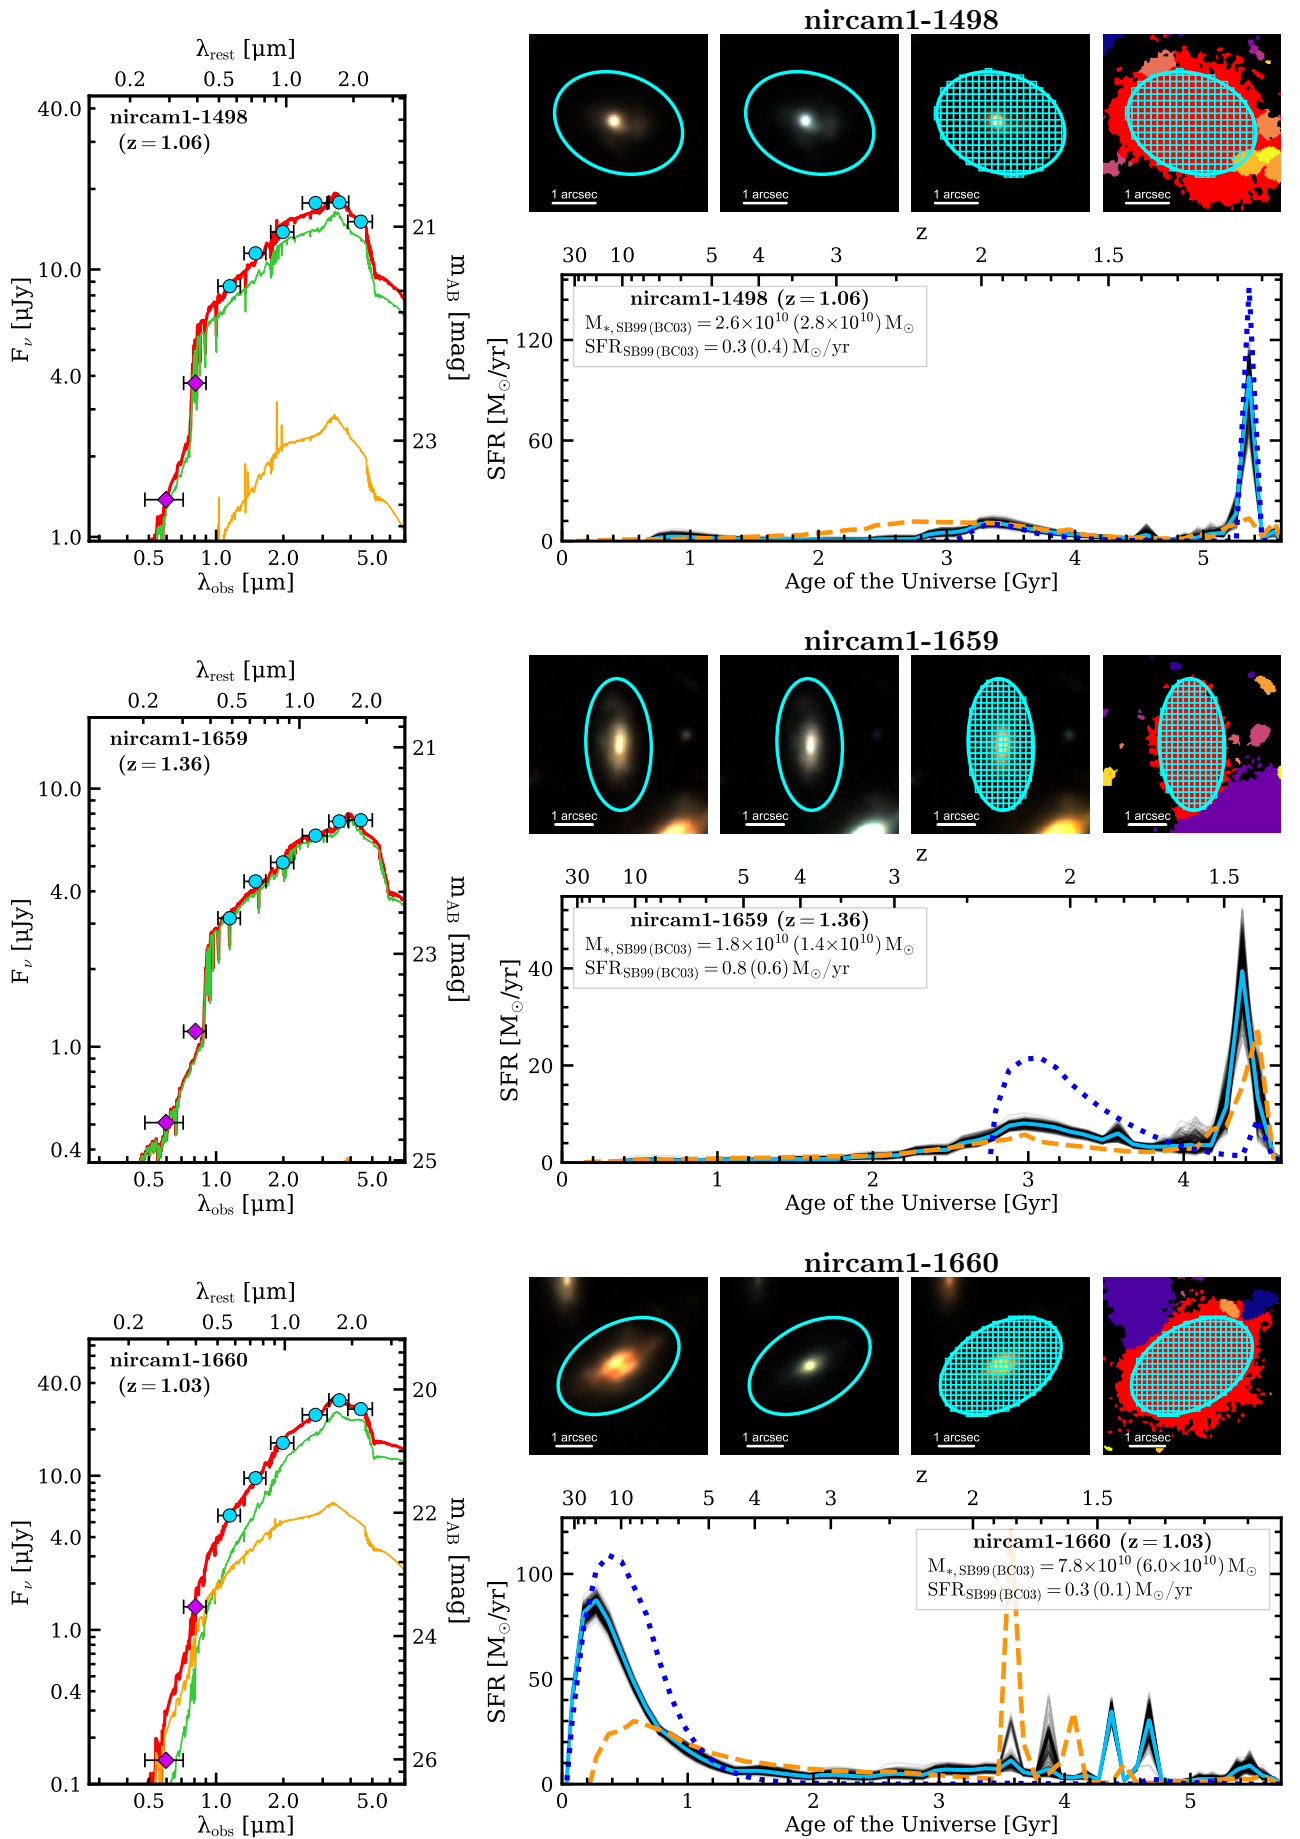 nircam1-1498
λrest [μm]
0.2 0.5 1.0 2.0
nircam1-1498
(z = 1.06)
40.0
10.0
4.0
1.0
Fν [μJy]
21
23
mAB [mag]
0.5 1.0 2.0 5.0
λobs [μm]
1 arcsec 1 arcsec 1 arcsec 1 arcsec
z
30 10 5 4 3 2 1.5
nircam1-1498 (z = 1.06)
M*, SB99 (BC03) = 2.6×10^10 (2.8×10^10) M⊙
SFRSB99 (BC03) = 0.3 (0.4) M⊙/yr
120
60
0
SFR [M⊙/yr]
0 1 2 3 4 5
Age of the Universe [Gyr]
nircam1-1659
λrest [μm]
0.2 0.5 1.0 2.0
nircam1-1659
(z = 1.36)
10.0
4.0
1.0
0.4
Fν [μJy]
21
23
25
mAB [mag]
0.5 1.0 2.0 5.0
λobs [μm]
1 arcsec 1 arcsec 1 arcsec 1 arcsec
z
30 10 5 4 3 2 1.5
nircam1-1659 (z = 1.36)
M*, SB99 (BC03) = 1.8×10^10 (1.4×10^10) M⊙
SFRSB99 (BC03) = 0.8 (0.6) M⊙/yr
40
20
0
SFR [M⊙/yr]
0 1 2 3 4
Age of the Universe [Gyr]
nircam1-1660
λrest [μm]
0.2 0.5 1.0 2.0
nircam1-1660
(z = 1.03)
40.0
10.0
4.0
1.0
0.4
0.1
Fν [μJy]
20
22
24
26
mAB [mag]
0.5 1.0 2.0 5.0
λobs [μm]
1 arcsec 1 arcsec 1 arcsec 1 arcsec
z
30 10 5 4 3 2 1.5
nircam1-1660 (z = 1.03)
M*, SB99 (BC03) = 7.8×10^10 (6.0×10^10) M⊙
SFRSB99 (BC03) = 0.3 (0.1) M⊙/yr
100
50
0
SFR [M⊙/yr]
0 1 2 3 4 5
Age of the Universe [Gyr]